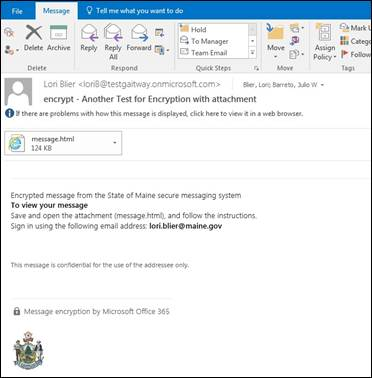 File Message Tell me what you want to do
Delete Archive Reply Reply All Forward Hold To Manager Team Email Move Assign Policy Mark U Categ Follow
Delete Respond Quick Steps Move Tags
Lori Blier <lori8@testgaitway.onmicrosoft.com> Blier, Lori; Barreto, Julio W
encrypt - Another Test for Encryption with attachment
If there are problems with how this message is displayed, click here to view it in a web browser.
message.html
124 KB
Encrypted message from the State of Maine secure messaging system
To view your message
Save and open the attachment (message.html), and follow the instructions.
Sign in using the following email address: lori.blier@maine.gov
This message is confidential for the use of the addressee only.
Message encryption by Microsoft Office 365